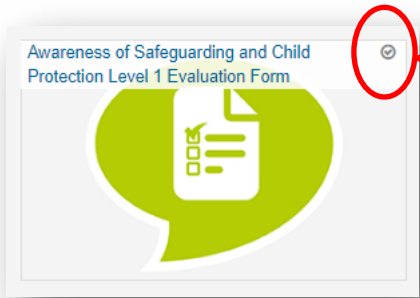 Awareness of Safeguarding and Child
Protection Level 1 Evaluation Form